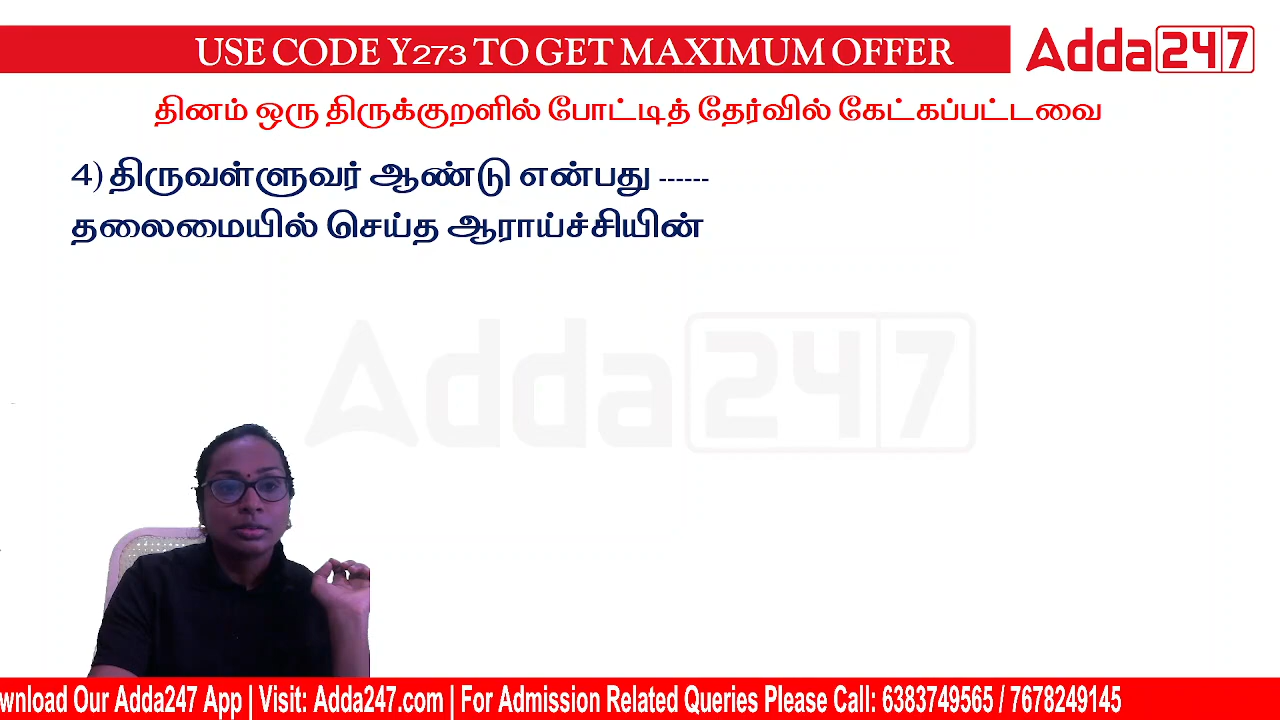 USE CODE Y273 TO GET MAXIMUM OFFER
Adda247
தினம் ஒரு திருக்குறளில் போட்டித் தேர்வில் கேட்கப்பட்டவை
4) திருவள்ளுவர் ஆண்டு என்பது ------
தலைமையில் செய்த ஆராய்ச்சியின்
Adda247
wnload Our Adda247 App | Visit: Adda247.com | For Admission Related Queries Please Call: 6383749565 / 7678249145